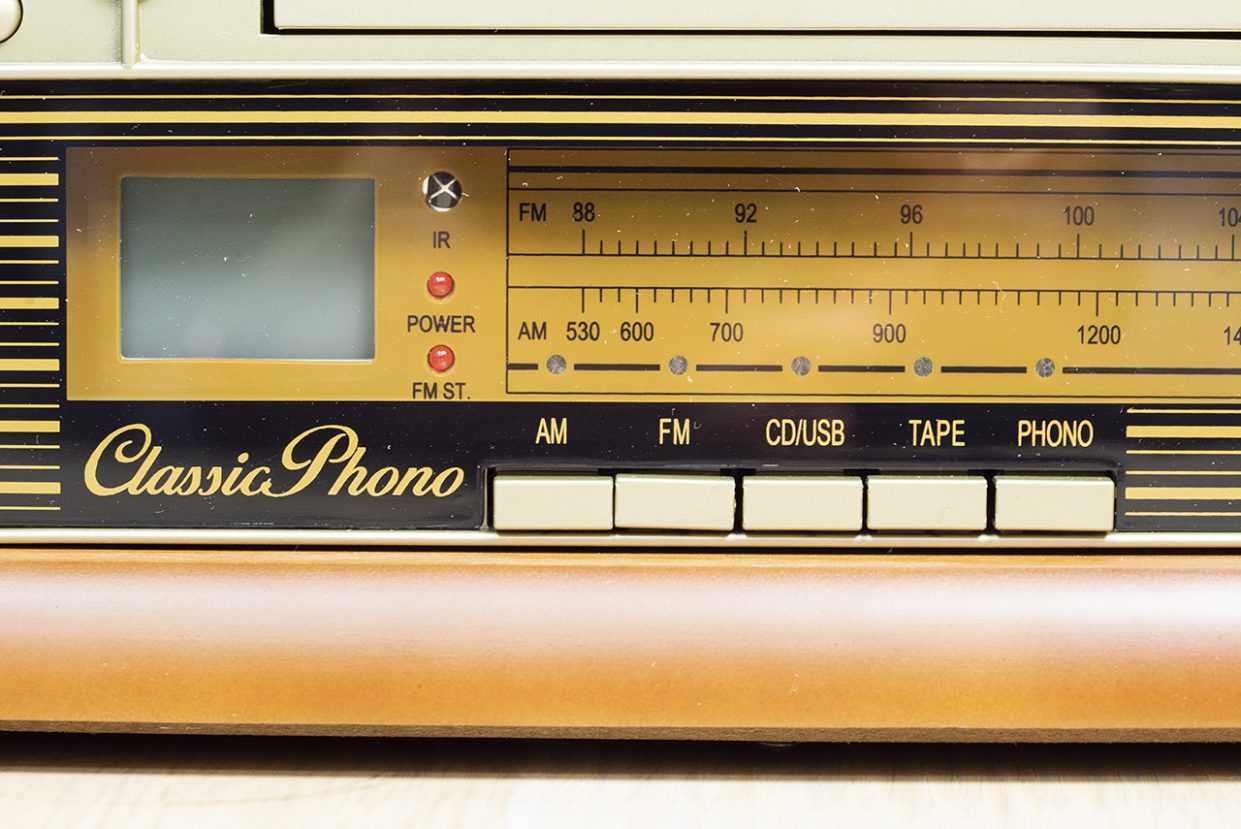 IR
POWER
FM ST.
FM 88 92 96 100 104
AM 530 600 700 900 1200
AM FM CD/USB TAPE PHONO
Classic Phono